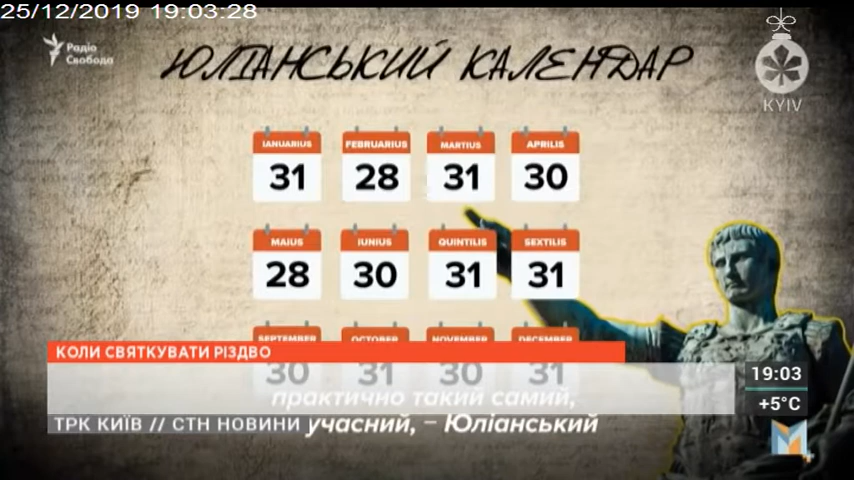 25/12/2019 19:03:28
Радіо
Свобода
ЮЛІАНСЬКИЙ КАЛЕНДАР
KYIV
IANUARIUS FEBRUARIUS MARTIUS APRILIS
31 28 31 30
MAIUS IUNIUS QUINTILIS SEXTILIS
28 30 31 31
SEPTEMBER OCTOBER NOVEMBER DECEMBER
КОЛИ СВЯТКУВАТИ РІЗДВО
30 31 30 31
19:03
практично такий самий,
+5°C
ТРК КИЇВ // СТН НОВИНИ
учасний, – Юліанський